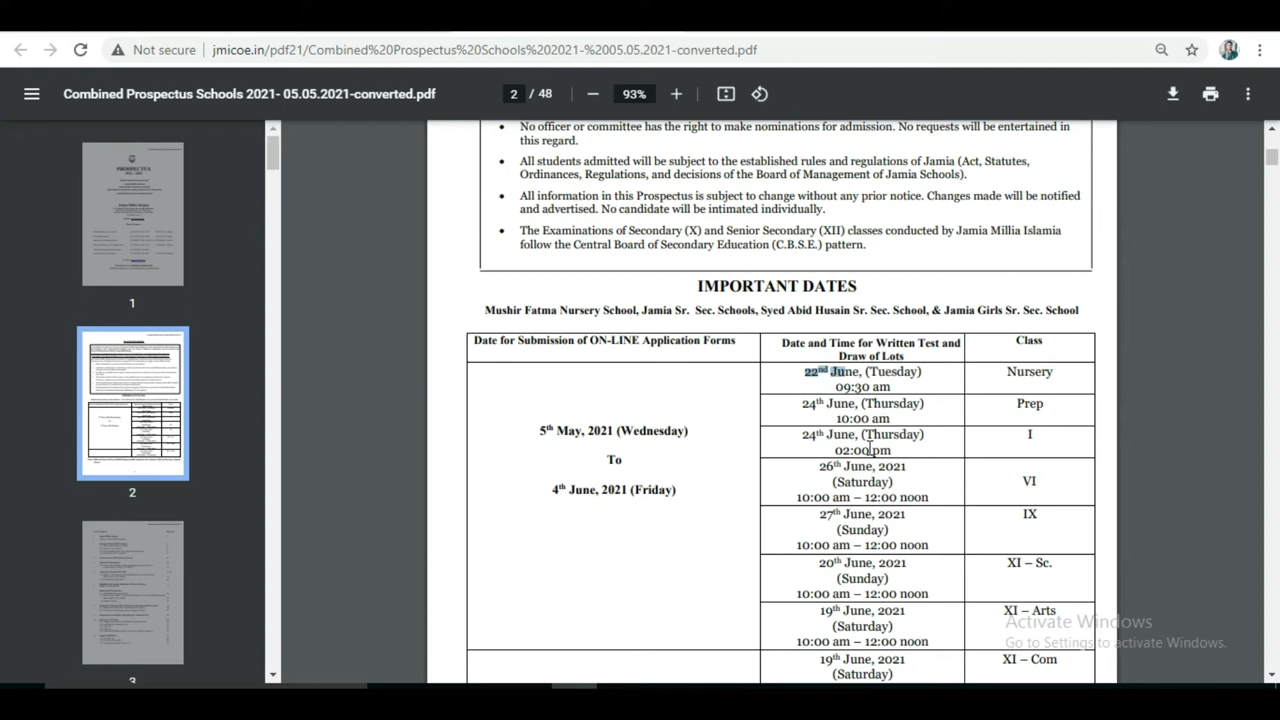 Not secure
jmicoe.in/pdf21/Combined%20Prospectus%20Schools%202021-%2005.05.2021-converted.pdf
Combined Prospectus Schools 2021- 05.05.2021-converted.pdf
2 / 48
93%
No officer or committee has the right to make nominations for admission. No requests will be entertained in
this regard.
All students admitted will be subject to the established rules and regulations of Jamia (Act, Statutes,
Ordinances, Regulations, and decisions of the Board of Management of Jamia Schools).
All information in this Prospectus is subject to change without any prior notice. Changes made will be notified
and advertised. No candidate will be intimated individually.
The Examinations of Secondary (X) and Senior Secondary (XII) classes conducted by Jamia Millia Islamia
follow the Central Board of Secondary Education (C.B.S.E.) pattern.
IMPORTANT DATES
Mushir Fatma Nursery School, Jamia Sr. Sec. Schools, Syed Abid Husain Sr. Sec. School, & Jamia Girls Sr. Sec. School
Date for Submission of ON-LINE Application Forms
Date and Time for Written Test and
Draw of Lots
Class
5th May, 2021 (Wednesday)
To
4th June, 2021 (Friday)
22nd June, (Tuesday)
09:30 am
Nursery
24th June, (Thursday)
10:00 am
Prep
24th June, (Thursday)
02:00 pm
I
26th June, 2021
(Saturday)
10:00 am – 12:00 noon
VI
27th June, 2021
(Sunday)
10:00 am – 12:00 noon
IX
20th June, 2021
(Sunday)
10:00 am – 12:00 noon
XI – Sc.
19th June, 2021
(Saturday)
10:00 am – 12:00 noon
XI – Arts
19th June, 2021
(Saturday)
XI – Com
Activate Windows
Go to Settings to activate Windows.
PROSPECTUS
1
2
3